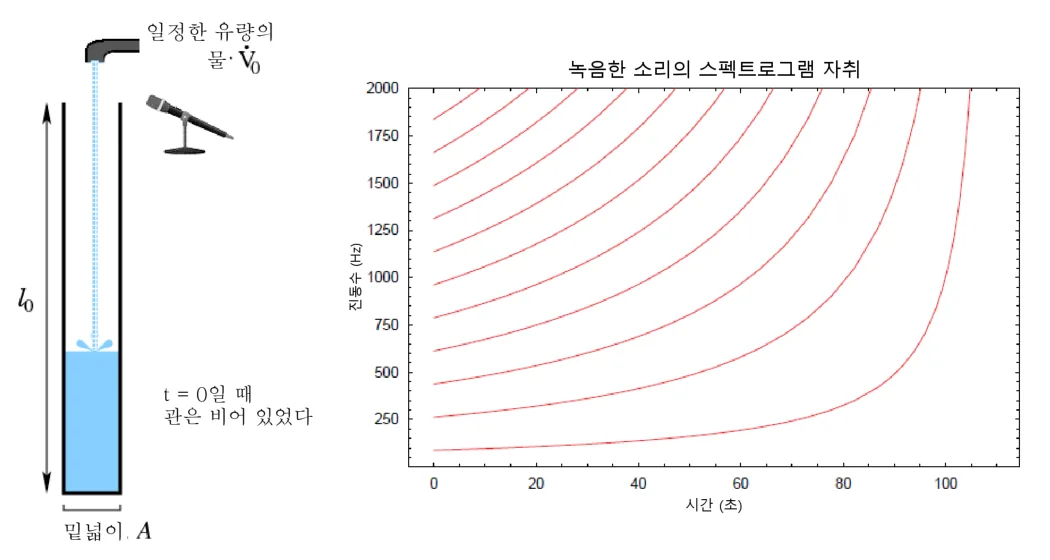 일정한 유량의
물· V̇₀
l₀
t = 0일 때
관은 비어 있었다
밑넓이. A
녹음한 소리의 스펙트로그램 자취
진동수 (Hz)
2000
1750
1500
1250
1000
750
500
250
0 20 40 60 80 100
시간 (초)